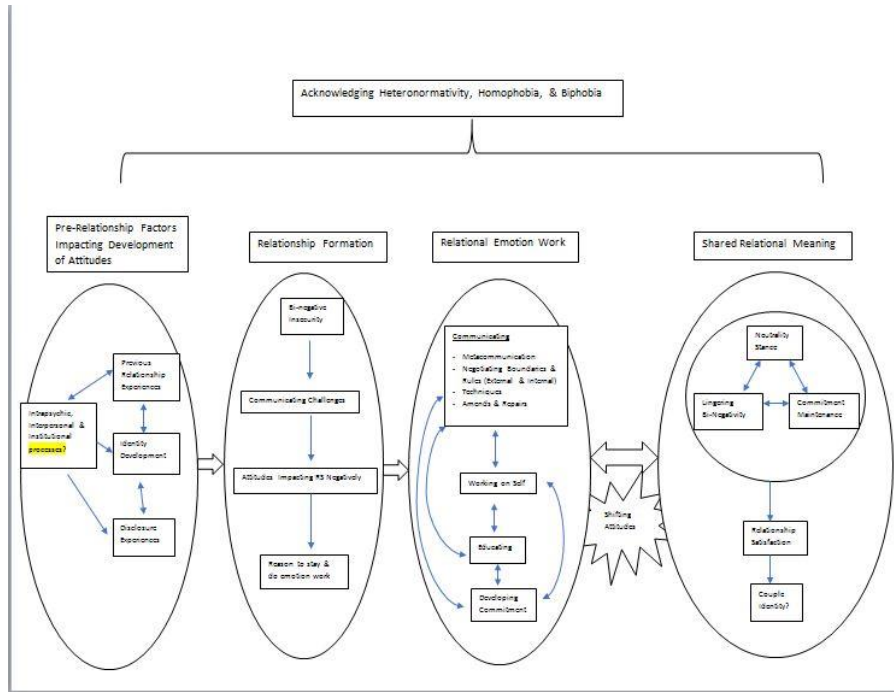 Acknowledging Heteronormativity, Homophobia, & Biphobia
Pre-Relationship Factors
Impacting Development
of Attitudes
Relationship Formation
Relational Emotion Work
Shared Relational Meaning
Previous
Relationship
Experiences
Intrapsychic,
Interpersonal &
Institutional
processes?
Identity
Development
Disclosure
Experiences
Bi-negative
Insecurity
Communicating Challenges
Attitudes Impacting RS Negatively
Reason to stay &
do emotion work
Communicating
- Metacommunication
- Negotiating Boundaries &
Rules (External & Internal)
- Techniques
- Amends & Repairs
Working on Self
Educating
Developing
Commitment
Shifting
Attitudes
Neutrality
Stance
Lingering
Bi-Negativity
Commitment
Maintenance
Relationship
Satisfaction
Couple
Identity?